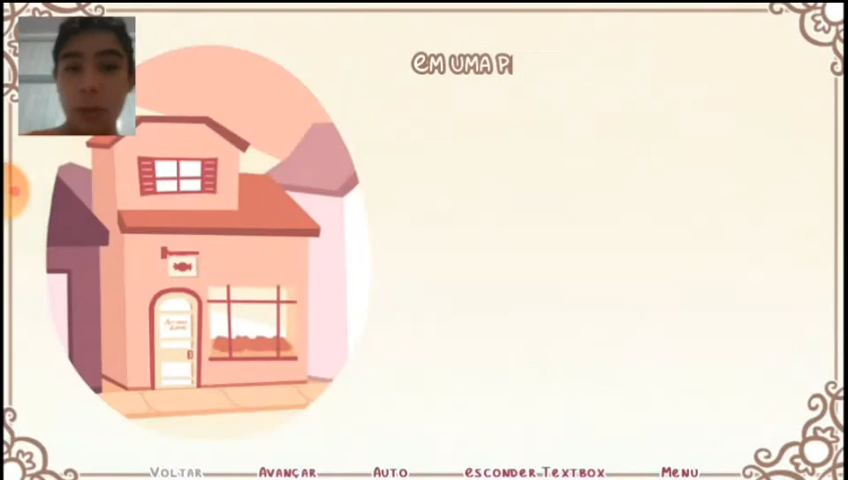 em uma p
Voltar
Avançar
Auto
esconder Textbox
Menu